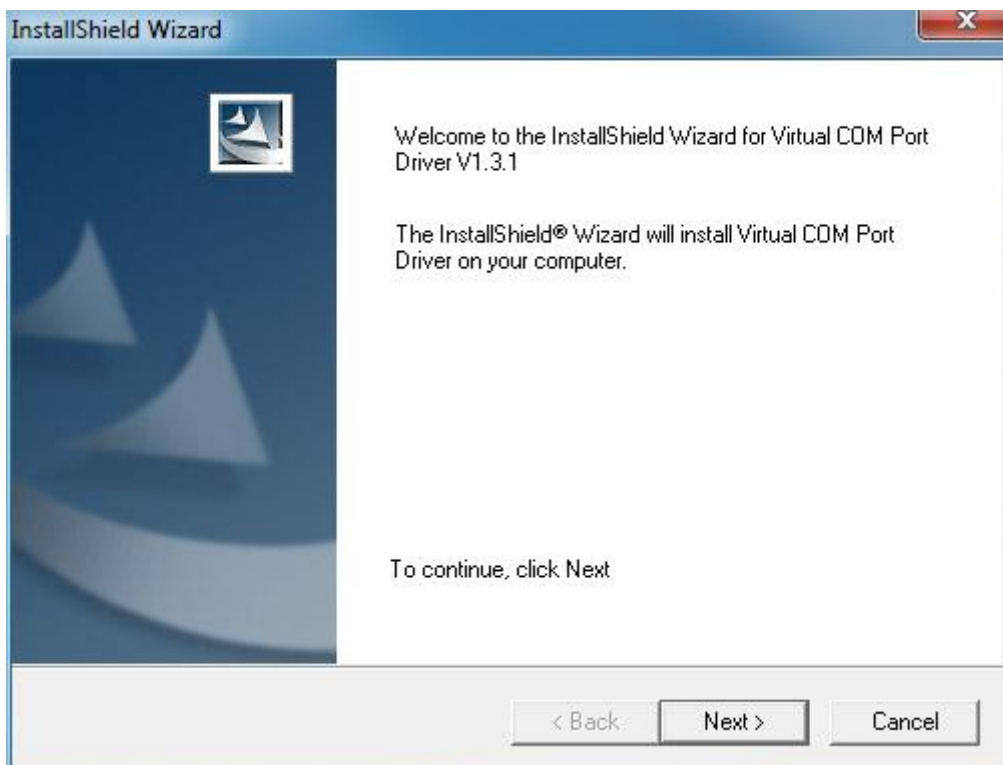 InstallShield Wizard
X
Welcome to the InstallShield Wizard for Virtual COM Port
Driver V1.3.1
The InstallShield® Wizard will install Virtual COM Port
Driver on your computer.
To continue, click Next
< Back
Next >
Cancel